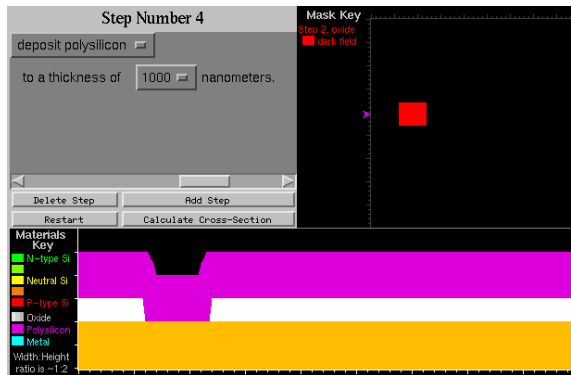 Step Number 4
deposit polysilicon
to a thickness of 1000 nanometers.
Delete Step
Add Step
Restart
Calculate Cross-Section
Mask Key
Step 2, oxide
dark field
Materials
Key
N-type Si
Neutral Si
P-type Si
Oxide
Polysilicon
Metal
Width:Height
ratio is ~1:2